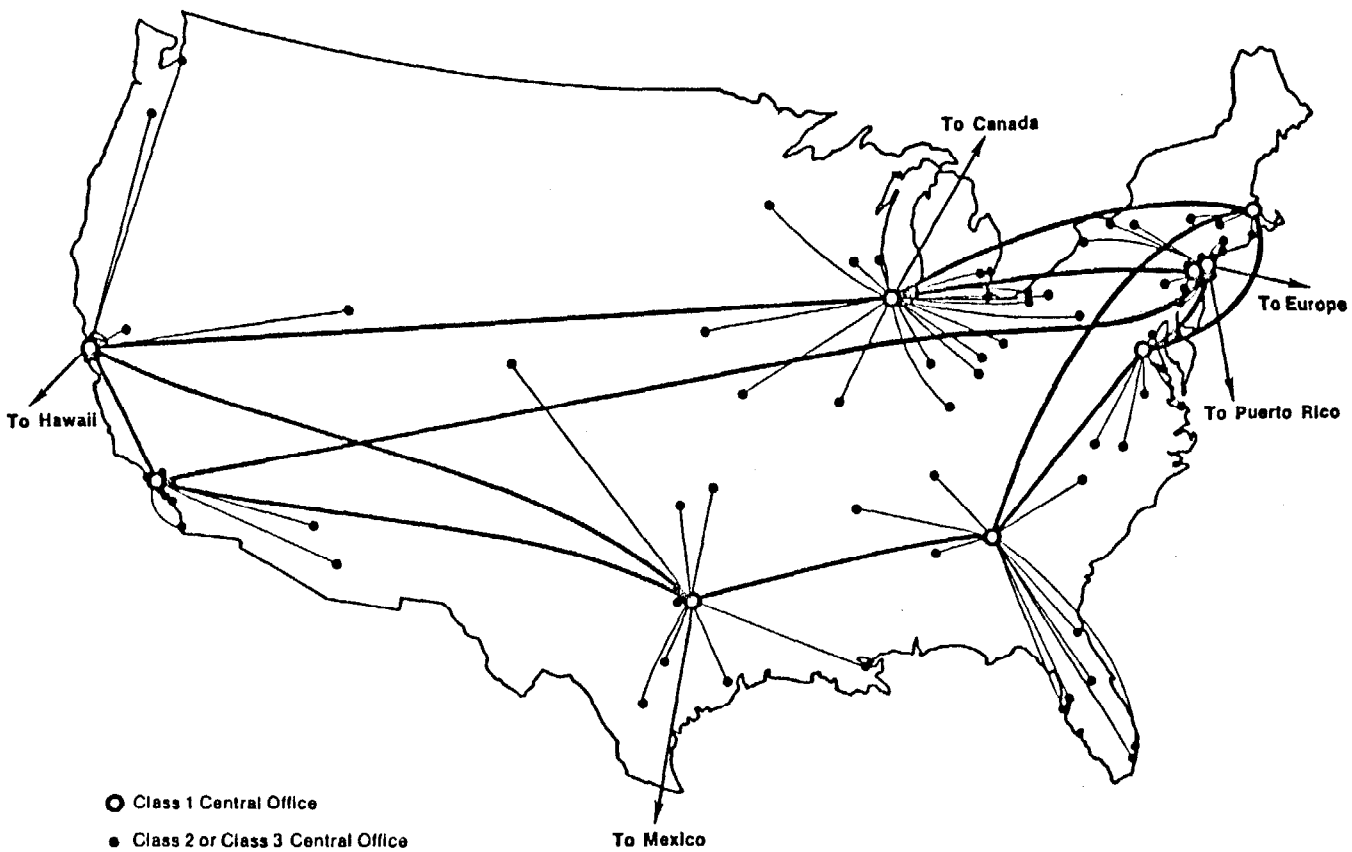 To Canada
To Europe
To Hawaii
To Puerto Rico
Class 1 Central Office
Class 2 or Class 3 Central Office
To Mexico